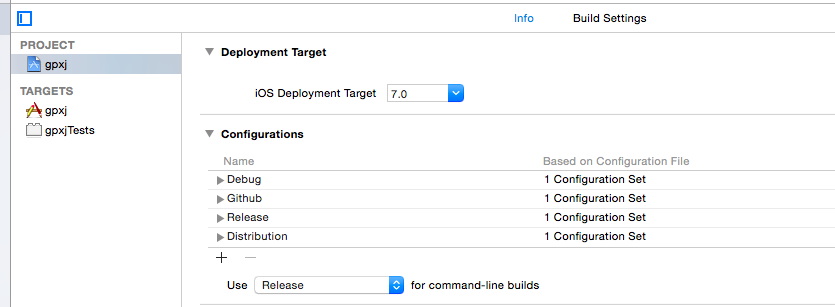 Info Build Settings
PROJECT
gpxj
TARGETS
gpxj
gpxjTests
Deployment Target
iOS Deployment Target 7.0
Configurations
Name Based on Configuration File
Debug 1 Configuration Set
Github 1 Configuration Set
Release 1 Configuration Set
Distribution 1 Configuration Set
Use Release for command-line builds